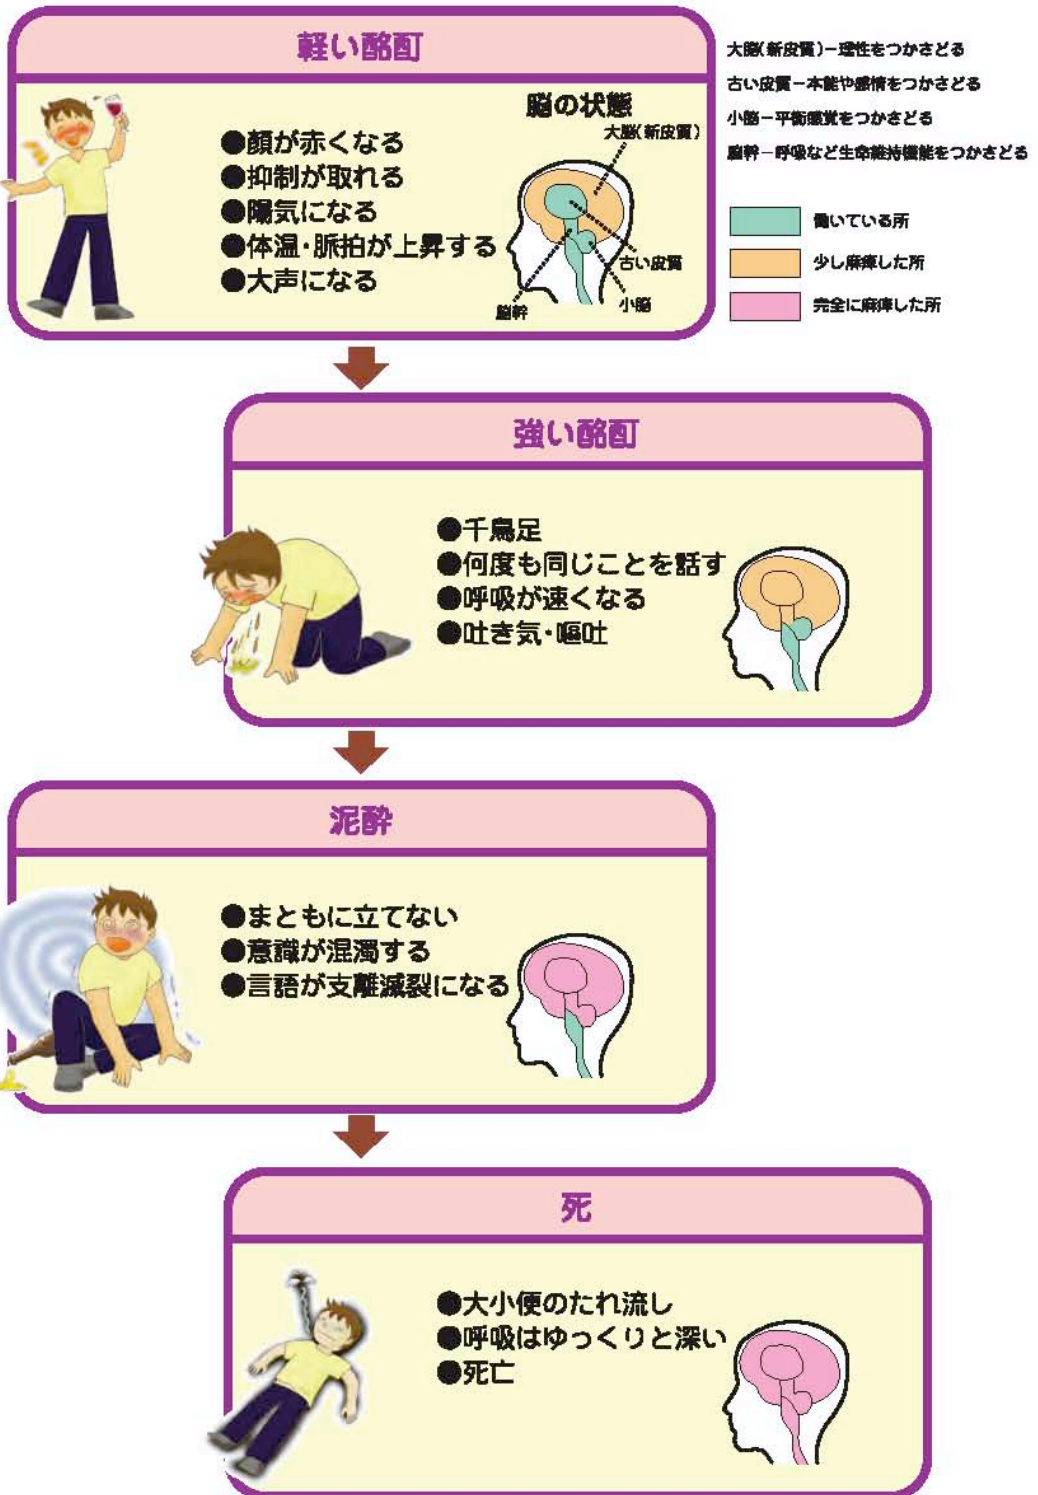 軽い酩酊
●顔が赤くなる
●抑制が取れる
●陽気になる
●体温・脈拍が上昇する
●大声になる
脳の状態
大脳(新皮質)
古い皮質
小脳
脳幹
大脳(新皮質)−理性をつかさどる
古い皮質−本能や感情をつかさどる
小脳−平衡感覚をつかさどる
脳幹−呼吸など生命維持機能をつかさどる
働いている所
少し麻痺した所
完全に麻痺した所
強い酩酊
●千鳥足
●何度も同じことを話す
●呼吸が速くなる
●吐き気・嘔吐
泥酔
●まともに立てない
●意識が混濁する
●言語が支離滅裂になる
死
●大小便のたれ流し
●呼吸はゆっくりと深い
●死亡